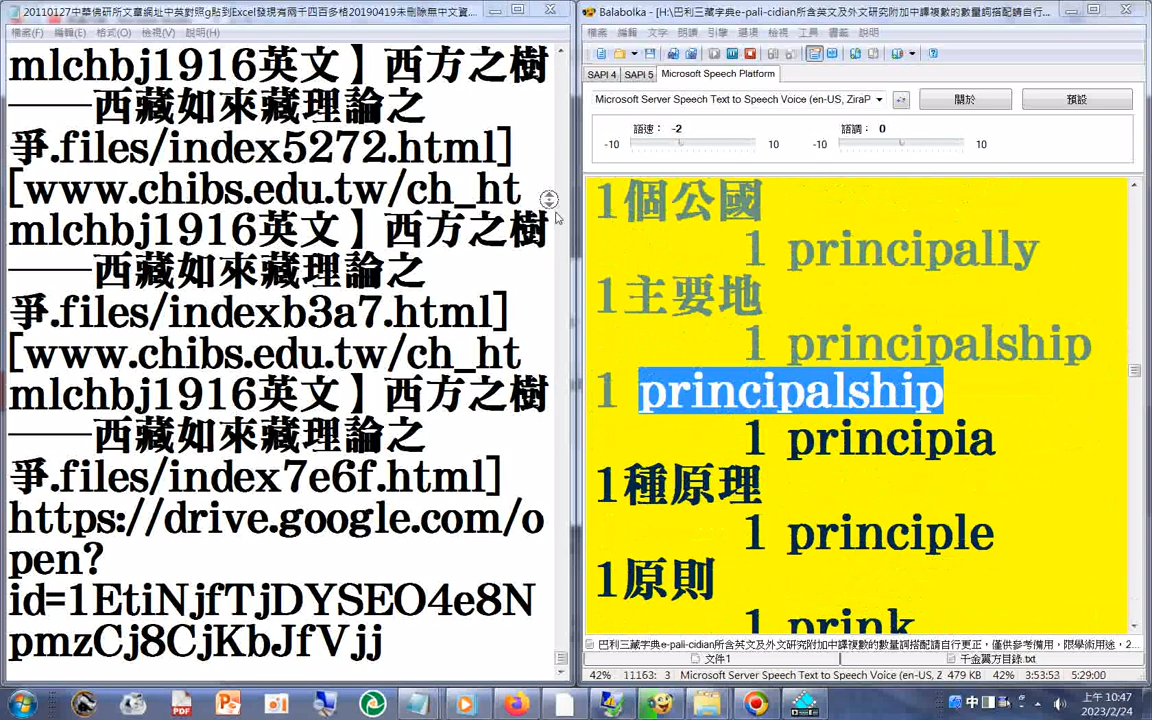 20110127中華佛研所文章網址中英對照g貼到Excel發現有兩千四百多格20190419未刪除無中文資...
檔案(F) 編輯(E) 格式(O) 檢視(V) 說明(H)
mlchbj1916英文】西方之樹
——西藏如來藏理論之
爭.files/index5272.html]
[www.chibs.edu.tw/ch_ht
mlchbj1916英文】西方之樹
——西藏如來藏理論之
爭.files/indexb3a7.html]
[www.chibs.edu.tw/ch_ht
mlchbj1916英文】西方之樹
——西藏如來藏理論之
爭.files/index7e6f.html]
https://drive.google.com/o
pen?
id=1EtiNjfTjDYSEO4e8N
pmzCj8CjKbJfVjj
Balabolka - [H:\巴利三藏字典e-pali-cidian所含英文及外文研究附加中譯複數的數量詞搭配請自行...
檔案 編輯 文字 朗讀 引擎 選項 檢視 工具 書籤 說明
SAPI 4 SAPI 5 Microsoft Speech Platform
Microsoft Server Speech Text to Speech Voice (en-US, ZiraP
關於 預設
語速： -2 語調： 0
-10 10 -10 10
1個公國
1 principally
1主要地
1 principalship
1 principalship
1 principia
1種原理
1 principle
1原則
1 prink
巴利三藏字典e-pali-cidian所含英文及外文研究附加中譯複數的數量詞搭配請自行更正，僅供參考備用，限學術用途，2...
文件1 千金翼方目錄.txt
42% 11163: 3 Microsoft Server Speech Text to Speech Voice (en-US, Z 479 KB 42% 3:53:53 5:29:00
中
上午 10:47
2023/2/24